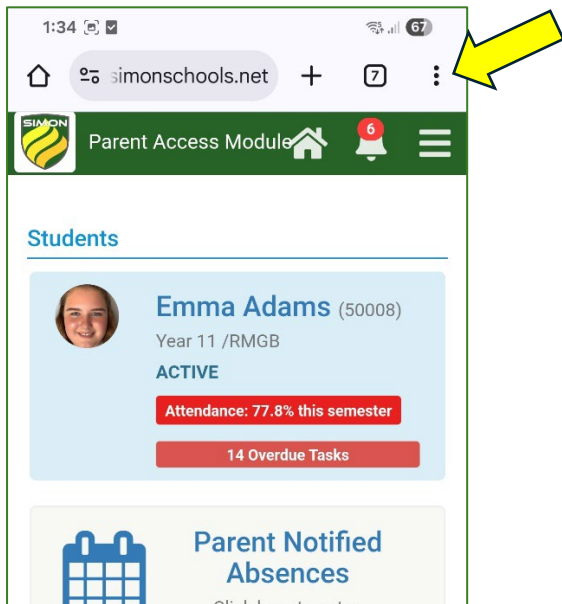 1:34
67
simonschools.net
7
SIMON
Parent Access Module
6
Students
Emma Adams (50008)
Year 11 /RMGB
ACTIVE
Attendance: 77.8% this semester
14 Overdue Tasks
Parent Notified
Absences